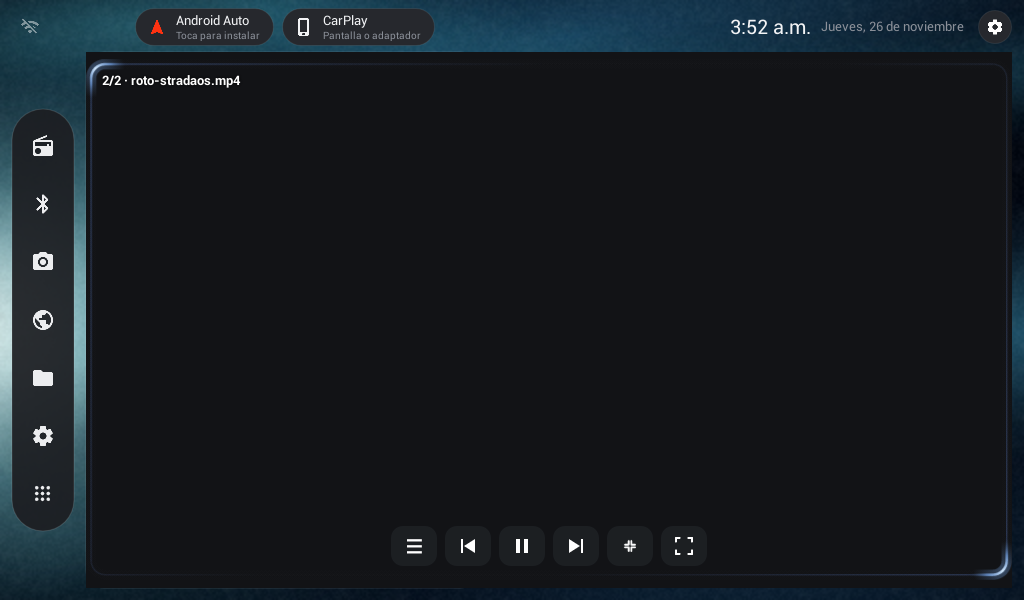 Android Auto
Toca para instalar
CarPlay
Pantalla o adaptador
3:52 a.m.
Jueves, 26 de noviembre
2/2 · roto-stradaos.mp4